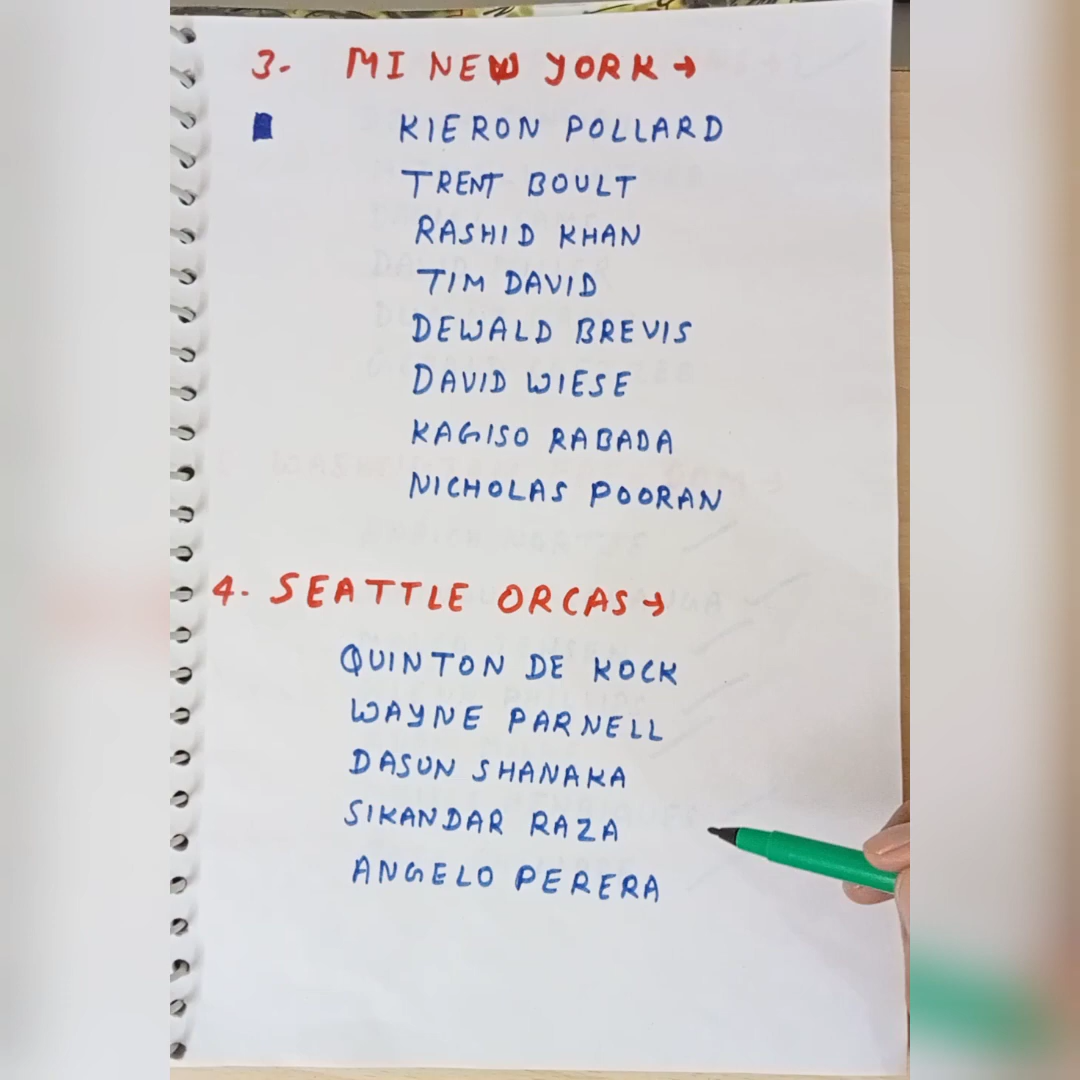 3- MI NEW YORK →
KIERON POLLARD
TRENT BOULT
RASHID KHAN
TIM DAVID
DEWALD BREVIS
DAVID WIESE
KAGISO RABADA
NICHOLAS POORAN
4. SEATTLE ORCAS →
QUINTON DE KOCK
WAYNE PARNELL
DASUN SHANAKA
SIKANDAR RAZA
ANGELO PERERA